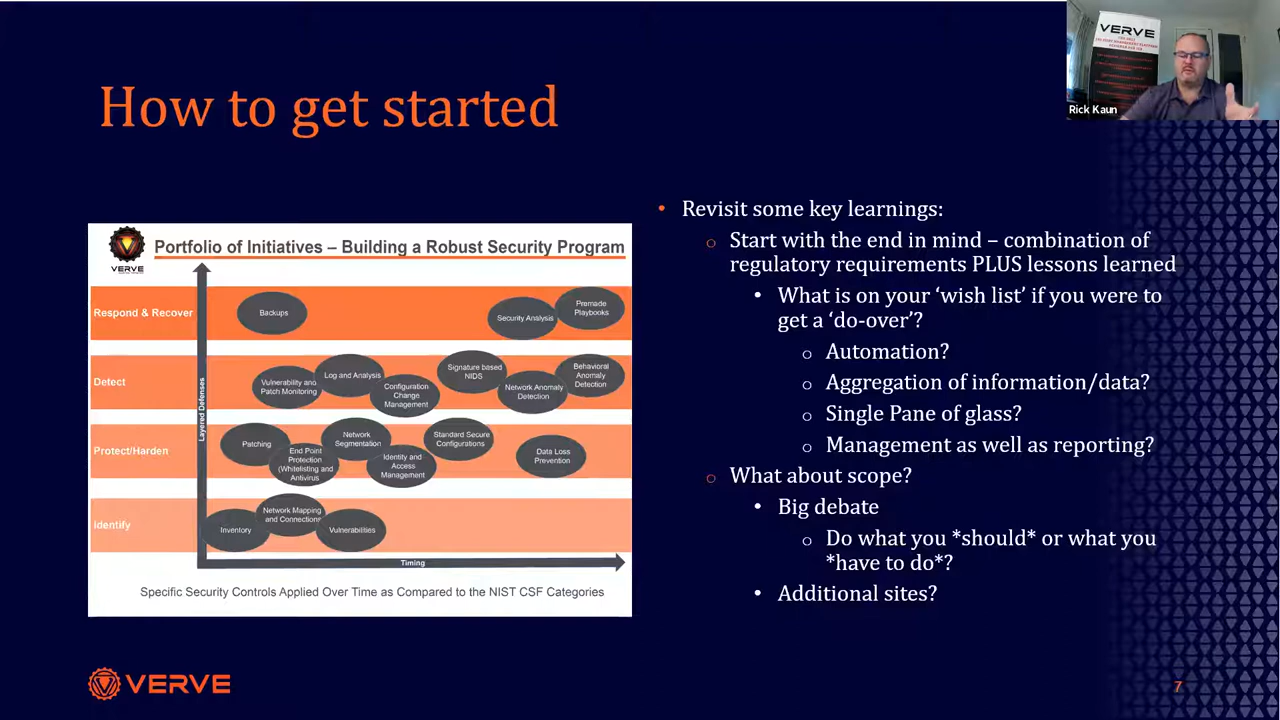 VERVE
Rick Kaun
How to get started
VERVE
Portfolio of Initiatives – Building a Robust Security Program
Respond & Recover
Backups
Security Analysis
Premade
Playbooks
Detect
Vulnerability and
Patch Monitoring
Log and Analysis
Configuration
Change
Management
Signature based
NIDS
Network Anomaly
Detection
Behavioral
Anomaly
Detection
Protect/Harden
Patching
End Point
Protection
(Whitelisting and
Antivirus
Network
Segmentation
Identity and
Access
Management
Standard Secure
Configurations
Data Loss
Prevention
Identify
Inventory
Network Mapping
and Connections
Vulnerabilities
Layered Defenses
Timing
Specific Security Controls Applied Over Time as Compared to the NIST CSF Categories
• Revisit some key learnings:
o Start with the end in mind – combination of
regulatory requirements PLUS lessons learned
• What is on your ‘wish list’ if you were to
get a ‘do-over’?
o Automation?
o Aggregation of information/data?
o Single Pane of glass?
o Management as well as reporting?
o What about scope?
• Big debate
o Do what you *should* or what you
*have to do*?
• Additional sites?
VERVE
7